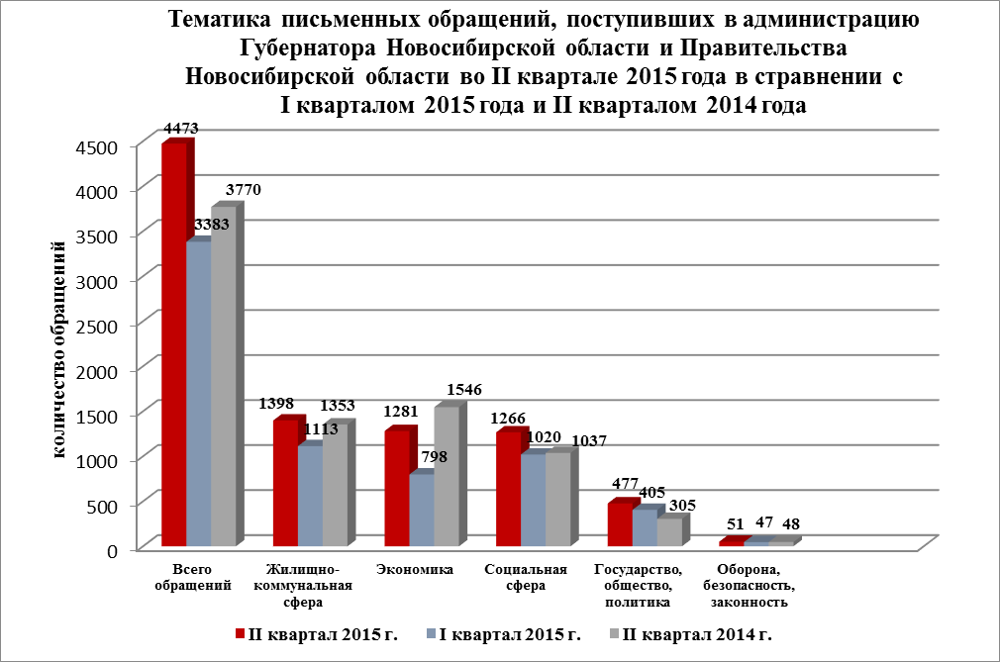 Тематика письменных обращений, поступивших в администрацию
Губернатора Новосибирской области и Правительства
Новосибирской области во II квартале 2015 года в стравнении с
I кварталом 2015 года и II кварталом 2014 года
количество обращений
4500
4000
3500
3000
2500
2000
1500
1000
500
0
4473
3383
3770
1398
1113
1353
1281
798
1546
1266
1020
1037
477
405
305
51
47
48
Всего
обращений
Жилищно-
коммунальная
сфера
Экономика
Социальная
сфера
Государство,
общество,
политика
Оборона,
безопасность,
законность
II квартал 2015 г.
I квартал 2015 г.
II квартал 2014 г.